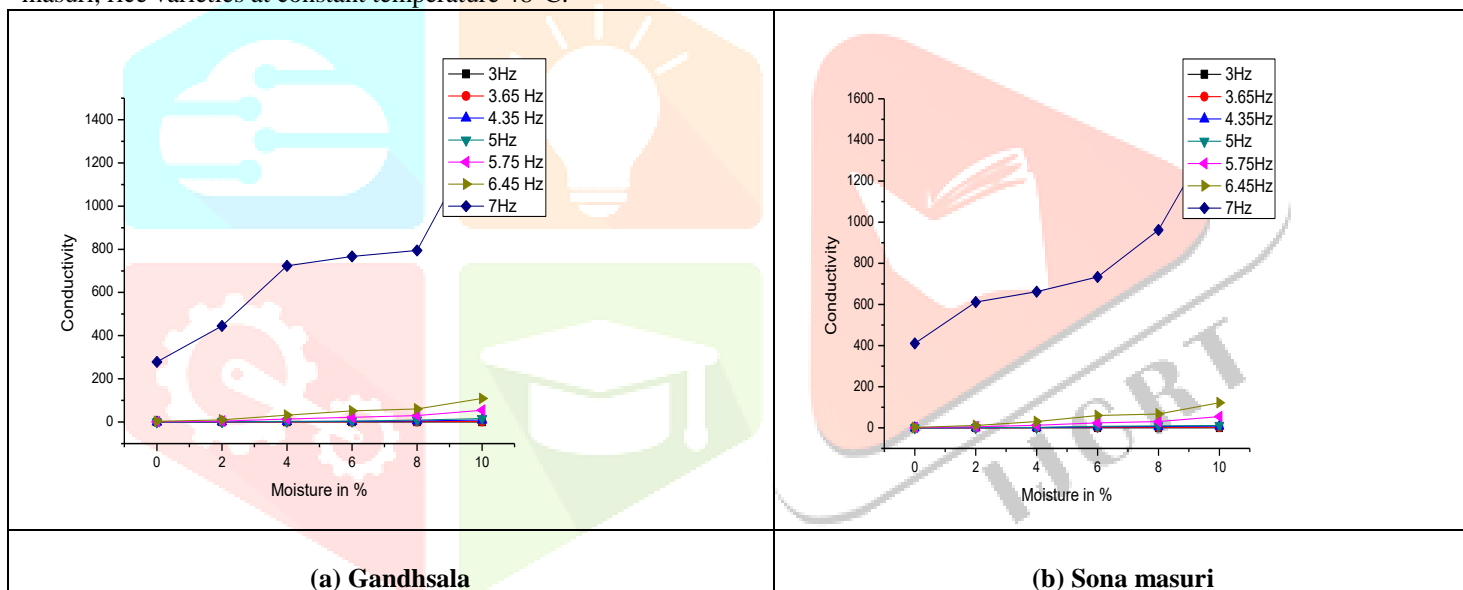 masuri, rice varieties at constant temperature 48°C.
3Hz
3.65 Hz
4.35 Hz
5Hz
5.75 Hz
6.45 Hz
7Hz
1400
1200
1000
800
600
400
200
0
Conductivity
0 2 4 6 8 10
Moisture in %
(a) Gandhsala
3Hz
3.65Hz
4.35Hz
5Hz
5.75Hz
6.45Hz
7Hz
1600
1400
1200
1000
800
600
400
200
0
Conductivity
0 2 4 6 8 10
Moisture in %
IJCRT
(b) Sona masuri